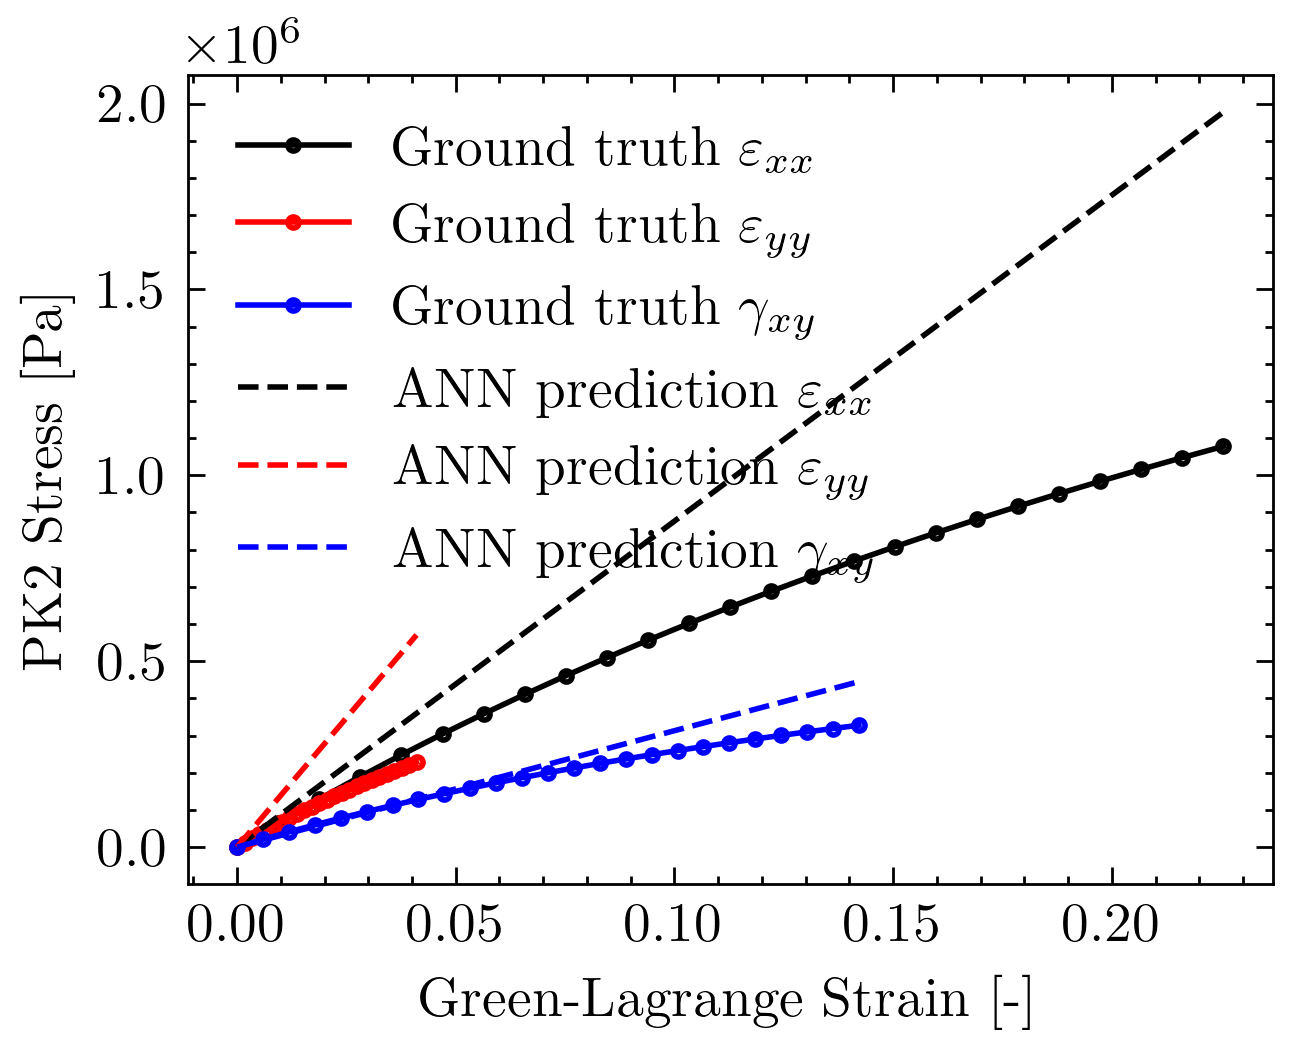 ×10⁶
2.0
1.5
1.0
0.5
0.0
PK2 Stress [Pa]
Ground truth εxx
Ground truth εyy
Ground truth γxy
ANN prediction εxx
ANN prediction εyy
ANN prediction γxy
0.00 0.05 0.10 0.15 0.20
Green-Lagrange Strain [-]